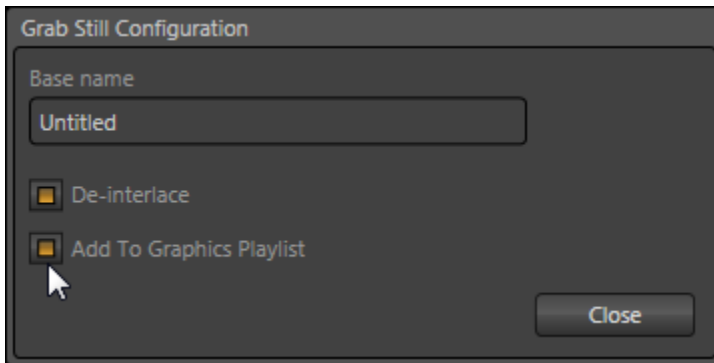 Grab Still Configuration
Base name
Untitled
De-interlace
Add To Graphics Playlist
Close